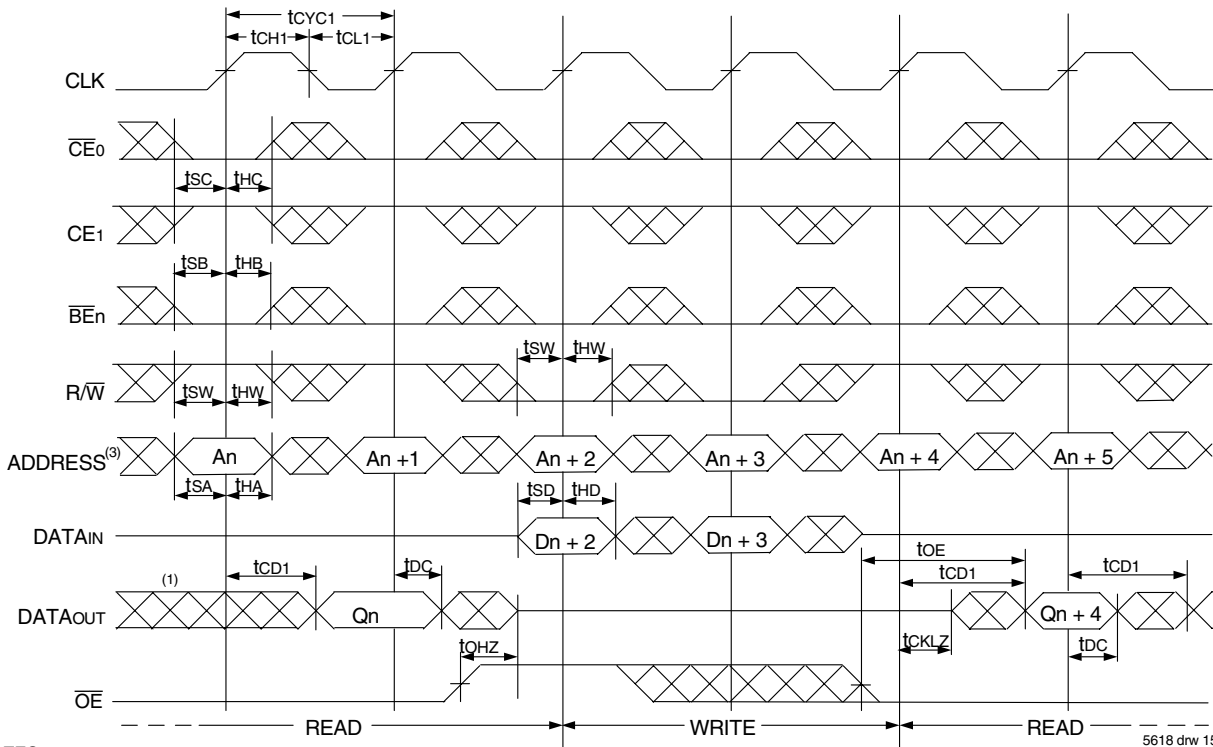 tCYC1
tCH1 tCL1
CLK
CE0
tSC tHC
CE1
tSB tHB
BEn
tSW tHW
R/W
tSW tHW
ADDRESS(3) An An +1 An + 2 An + 3 An + 4 An + 5
tSA tHA tSD tHD
DATAIN Dn + 2 Dn + 3
tOE
tCD1 tDC tCD1 tCD1
(1)
DATAOUT Qn Qn + 4
tOHZ tCKLZ tDC
OE
READ WRITE READ
5618 drw 15